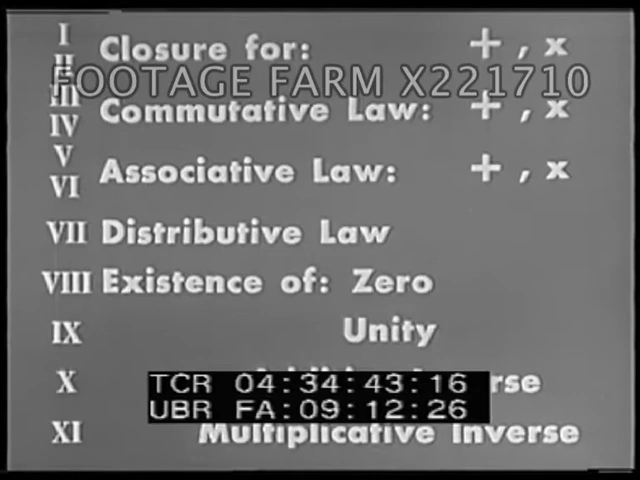 I Closure for: + , x
II
FOOTAGE FARM X221710
III Commutative Law: + , x
IV
V Associative Law: + , x
VI
VII Distributive Law
VIII Existence of: Zero
IX Unity
TCR 04:34:43:16
X rse
UBR FA:09:12:26
XI Multiplicative Inverse